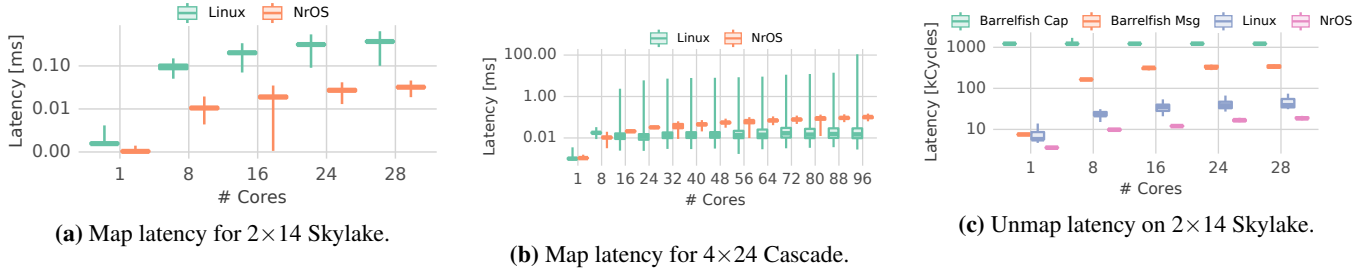 Linux NrOS
Latency [ms]
0.10
0.01
0.00
1 8 16 24 28
# Cores
(a) Map latency for 2×14 Skylake.
Linux NrOS
Latency [ms]
100.00
1.00
0.01
1 8 16 24 32 40 48 56 64 72 80 88 96
# Cores
(b) Map latency for 4×24 Cascade.
Barrelfish Cap Barrelfish Msg Linux NrOS
Latency [kCycles]
1000
100
10
1 8 16 24 28
# Cores
(c) Unmap latency on 2×14 Skylake.